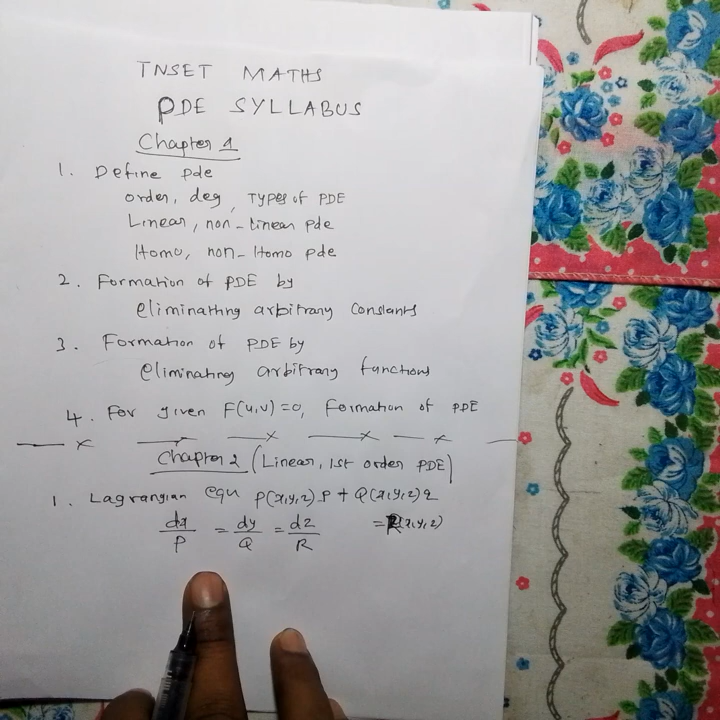 TNSET MATHS
PDE SYLLABUS
Chapter 1
1. Define pde
order, deg, Types of PDE
Linear, non-Linear pde
Homo, non-Homo pde
2. Formation of PDE by
eliminating arbitrary constants
3. Formation of PDE by
eliminating arbitrary functions
4. For given F(u,v)=0, Formation of PDE
Chapter 2 (Linear, 1st order PDE)
1. Lagrangian equ P(x,y,z)P + Q(x,y,z)q
dx/P = dy/Q = dz/R = R(x,y,z)